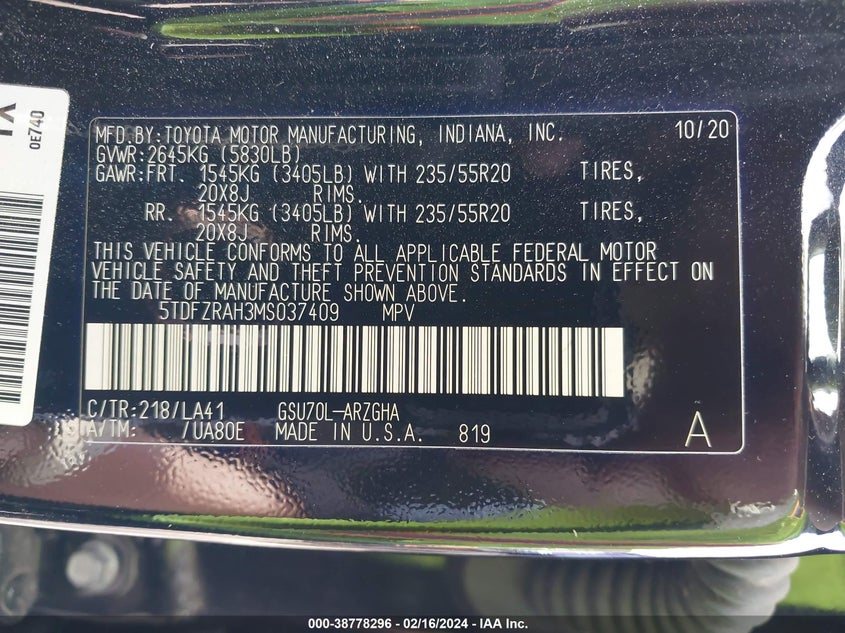 MFD.BY:TOYOTA MOTOR MANUFACTURING, INDIANA, INC. 10/20
GVWR:2645KG (5830LB)
GAWR:FRT. 1545KG (3405LB) WITH 235/55R20 TIRES,
20X8J RIMS.
RR. 1545KG (3405LB) WITH 235/55R20 TIRES,
20X8J RIMS.
THIS VEHICLE CONFORMS TO ALL APPLICABLE FEDERAL MOTOR
VEHICLE SAFETY AND THEFT PREVENTION STANDARDS IN EFFECT ON
THE DATE OF MANUFACTURE SHOWN ABOVE.
5TDFZRAH3MS037409 MPV
C/TR:218/LA41 GSU70L-ARZGHA
A/TM: /UA80E MADE IN U.S.A. 819 A
0E740
000-38778296 - 02/16/2024 - IAA Inc.